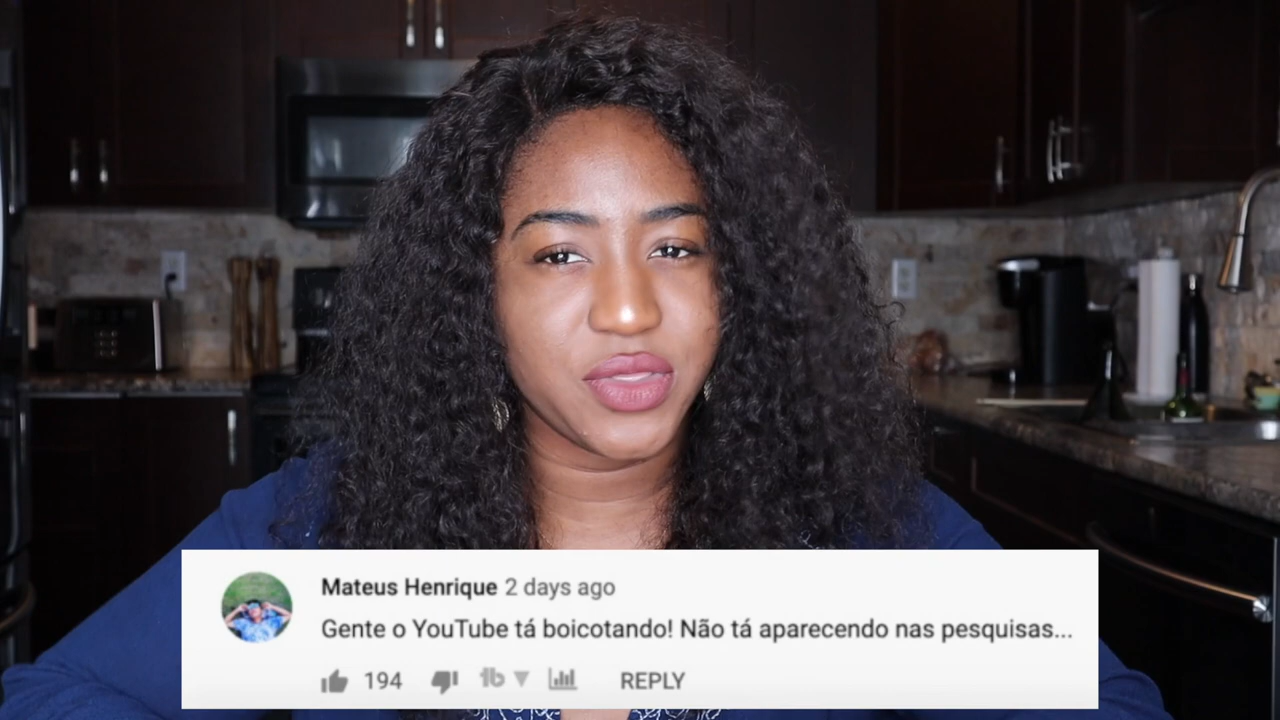 Mateus Henrique 2 days ago
Gente o YouTube tá boicotando! Não tá aparecendo nas pesquisas...
194 REPLY